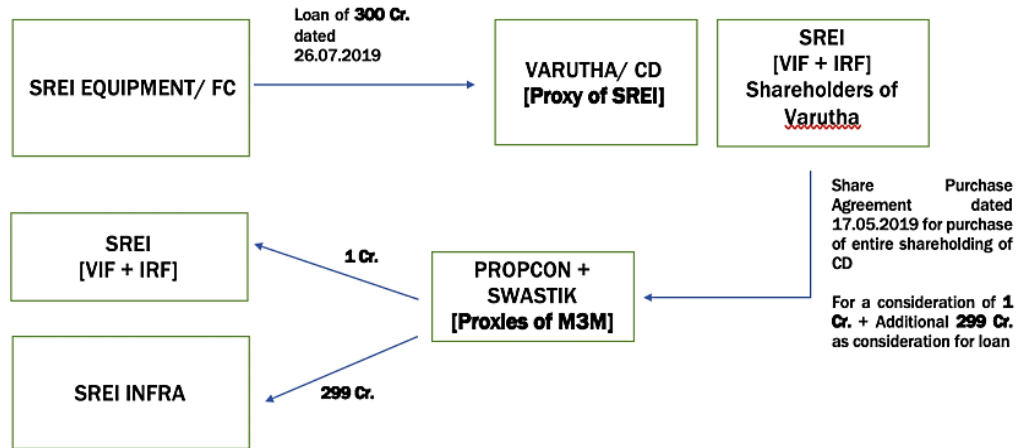 Loan of 300 Cr.
dated
26.07.2019
SREI EQUIPMENT/ FC
VARUTHA/ CD
[Proxy of SREI]
SREI
[VIF + IRF]
Shareholders of
Varutha
Share Purchase
Agreement dated
17.05.2019 for purchase
of entire shareholding of
CD
For a consideration of 1
Cr. + Additional 299 Cr.
as consideration for loan
SREI
[VIF + IRF]
1 Cr.
PROPCON +
SWASTIK
[Proxies of M3M]
SREI INFRA
299 Cr.